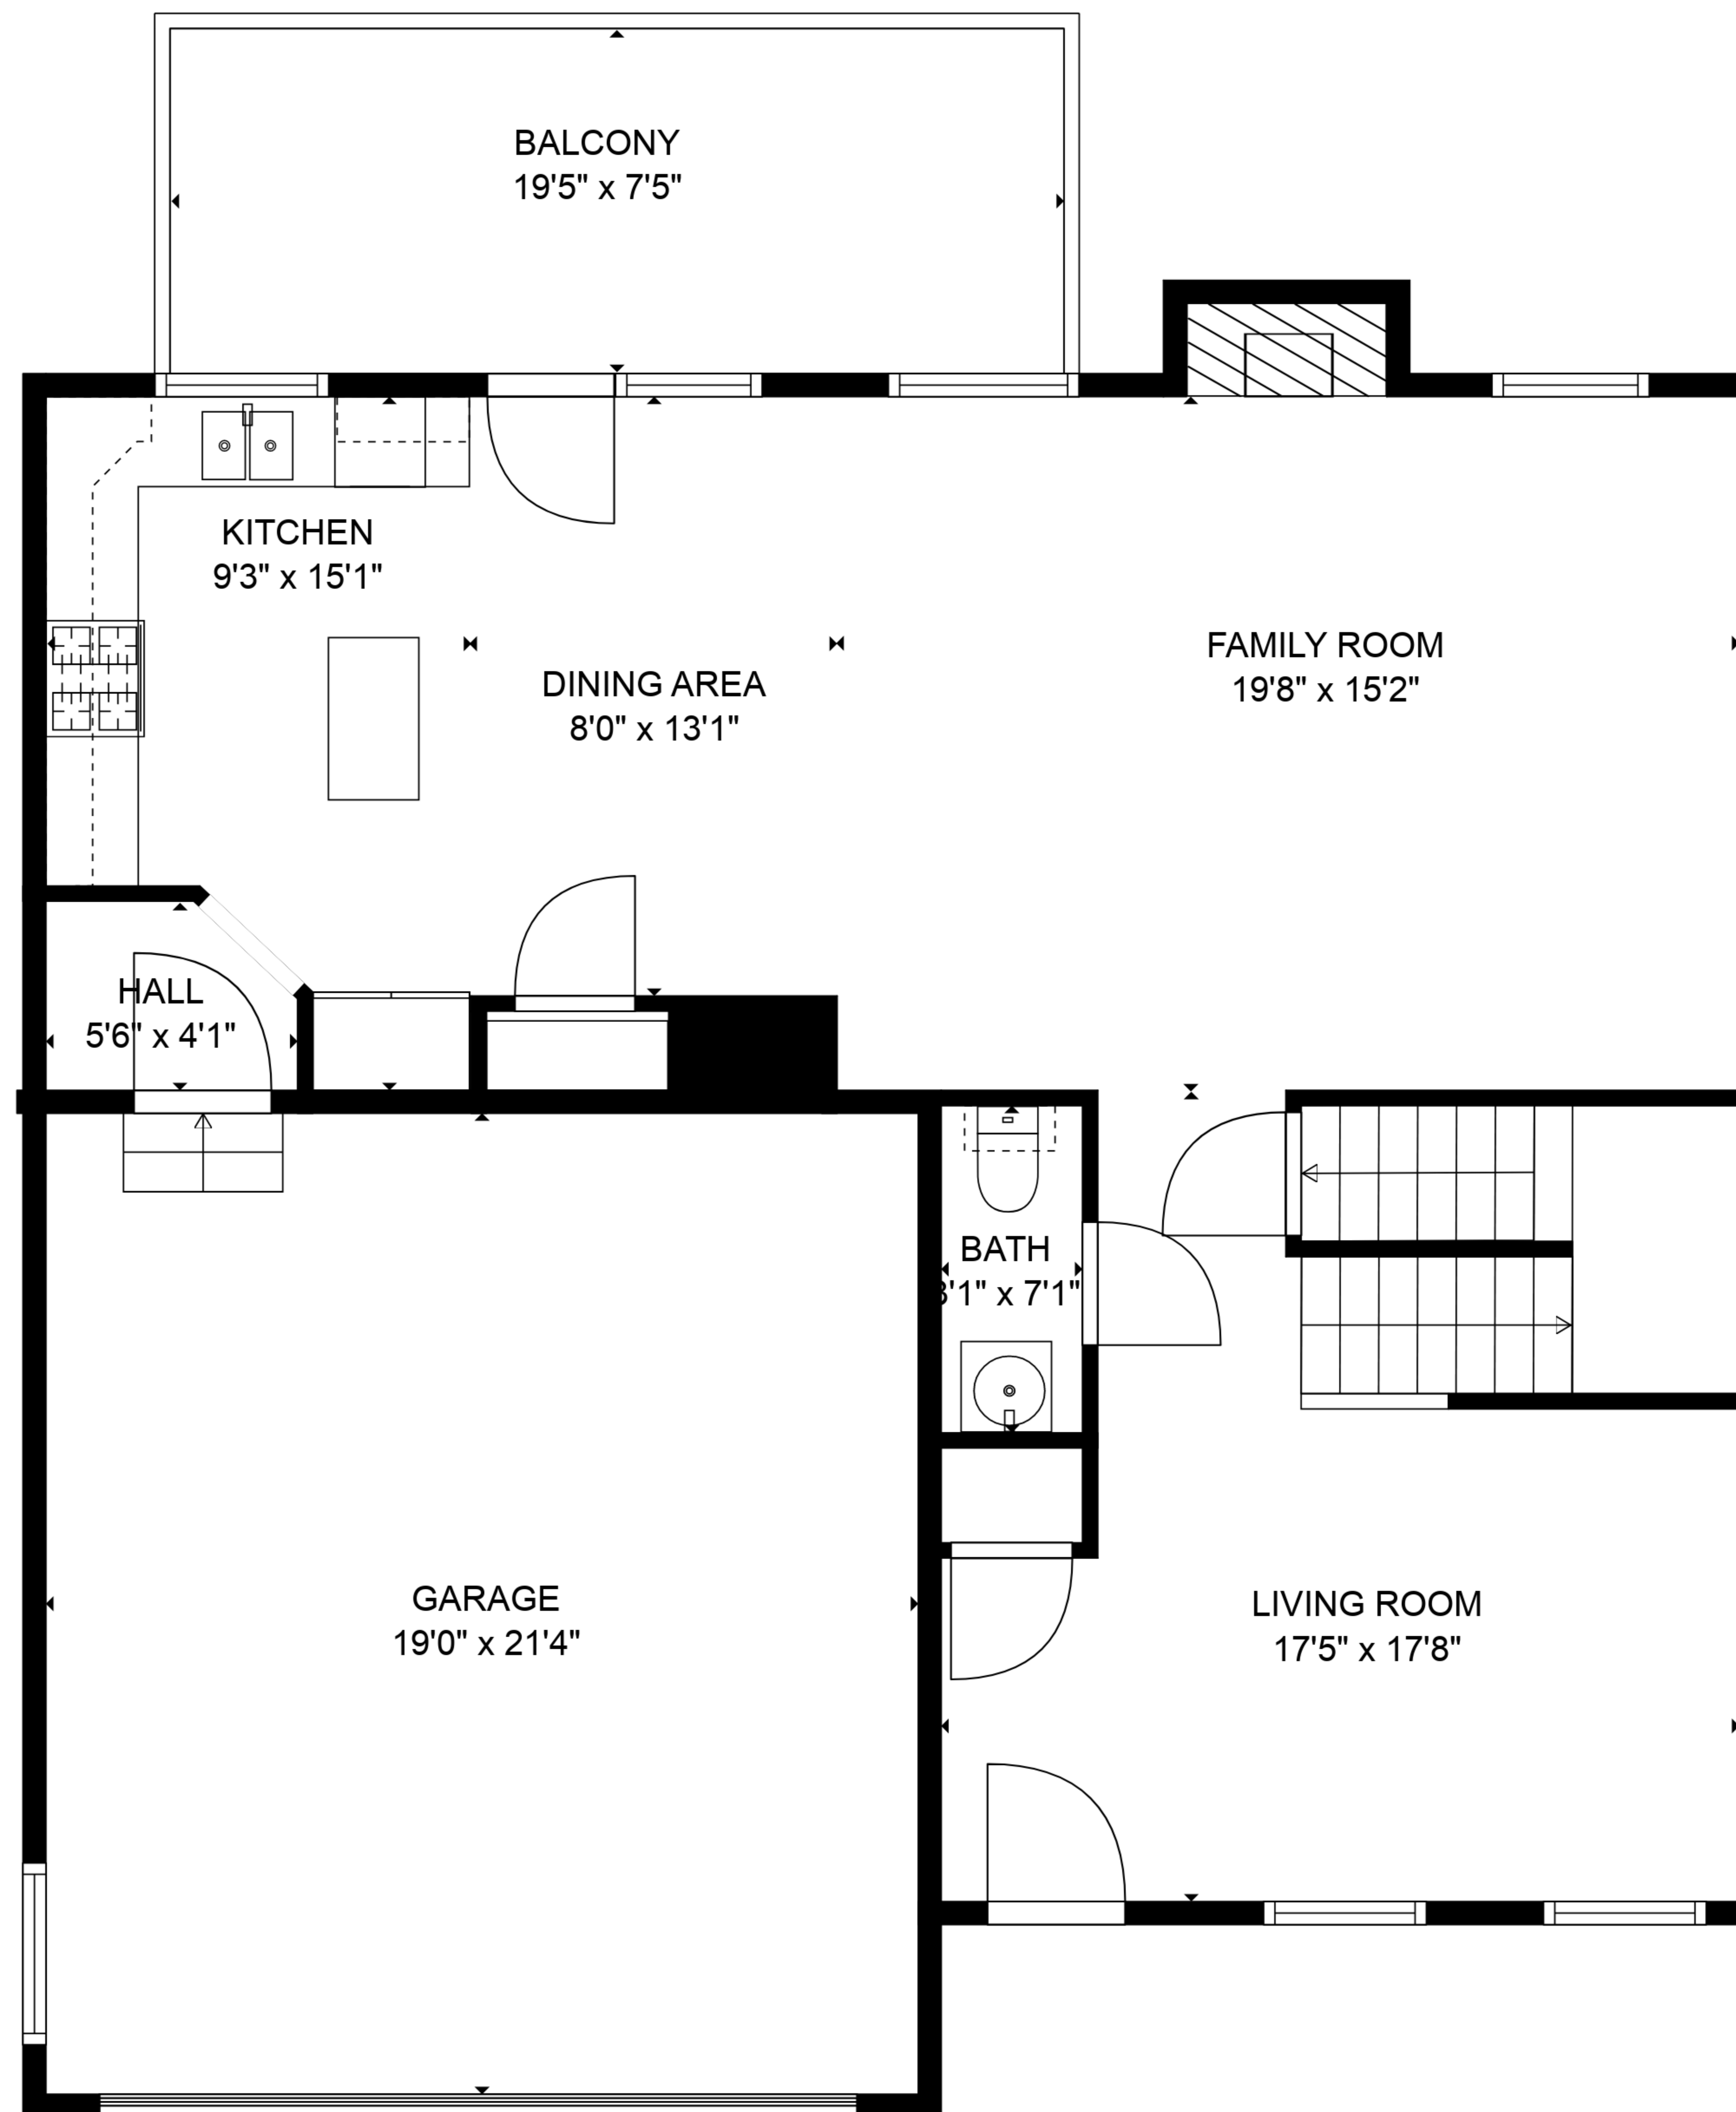 BALCONY
19'5" x 7'5"
KITCHEN
9'3" x 15'1"
FAMILY ROOM
19'8" x 15'2"
DINING AREA
8'0" x 13'1"
HALL
5'6" x 4'1"
BATH
3'1" x 7'1"
GARAGE
19'0" x 21'4"
LIVING ROOM
17'5" x 17'8"